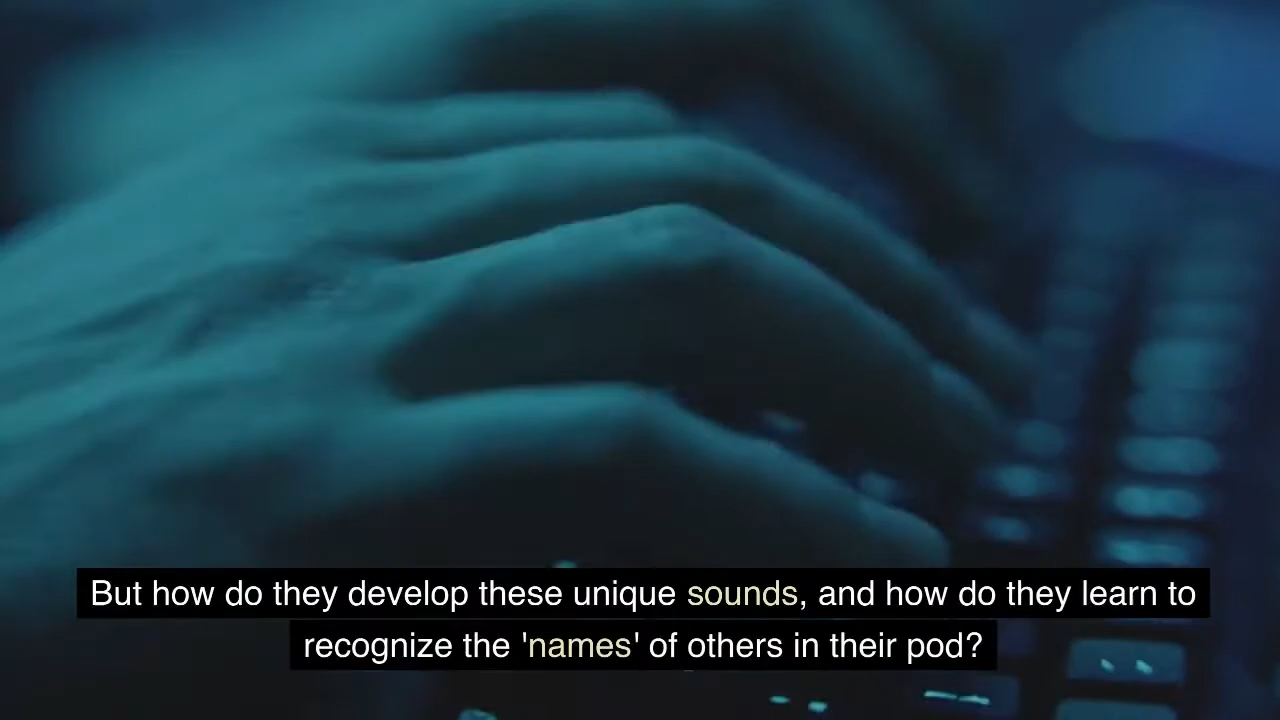 But how do they develop these unique sounds, and how do they learn to
recognize the 'names' of others in their pod?